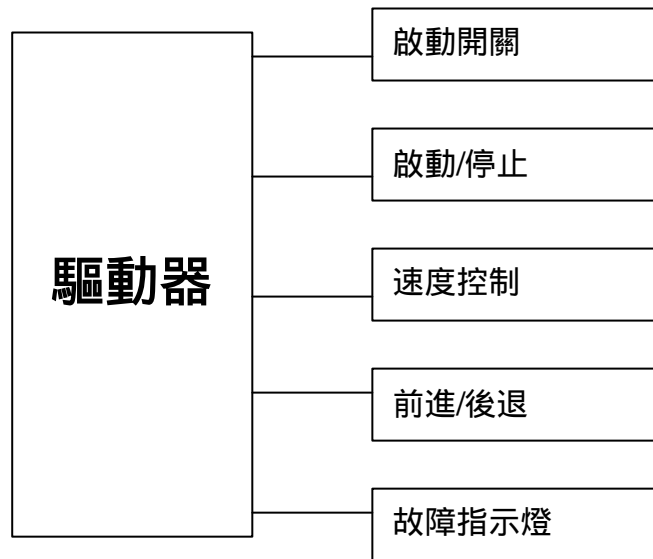 啟動開關
啟動/停止
驅動器
速度控制
前進/後退
故障指示燈